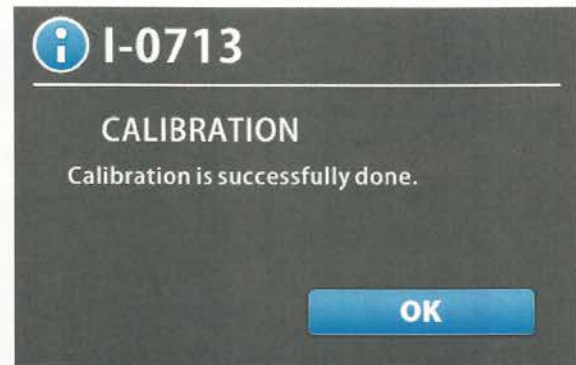 I-0713
CALIBRATION
Calibration is successfully done.
OK